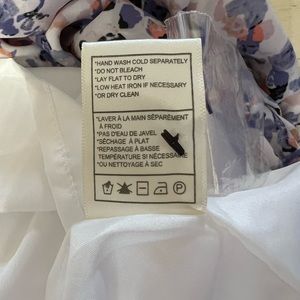 *HAND WASH COLD SEPARATELY
*DO NOT BLEACH
*LAY FLAT TO DRY
*LOW HEAT IRON IF NECESSARY
*OR DRY CLEAN
*LAVER À LA MAIN SÉPARÉMENT
À FROID
*PAS D'EAU DE JAVEL
*SÉCHAGE À PLAT
*REPASSAGE À BASSE
TEMPÉRATURE SI NÉCESSAIRE
*OU NETTOYAGE À SEC
P